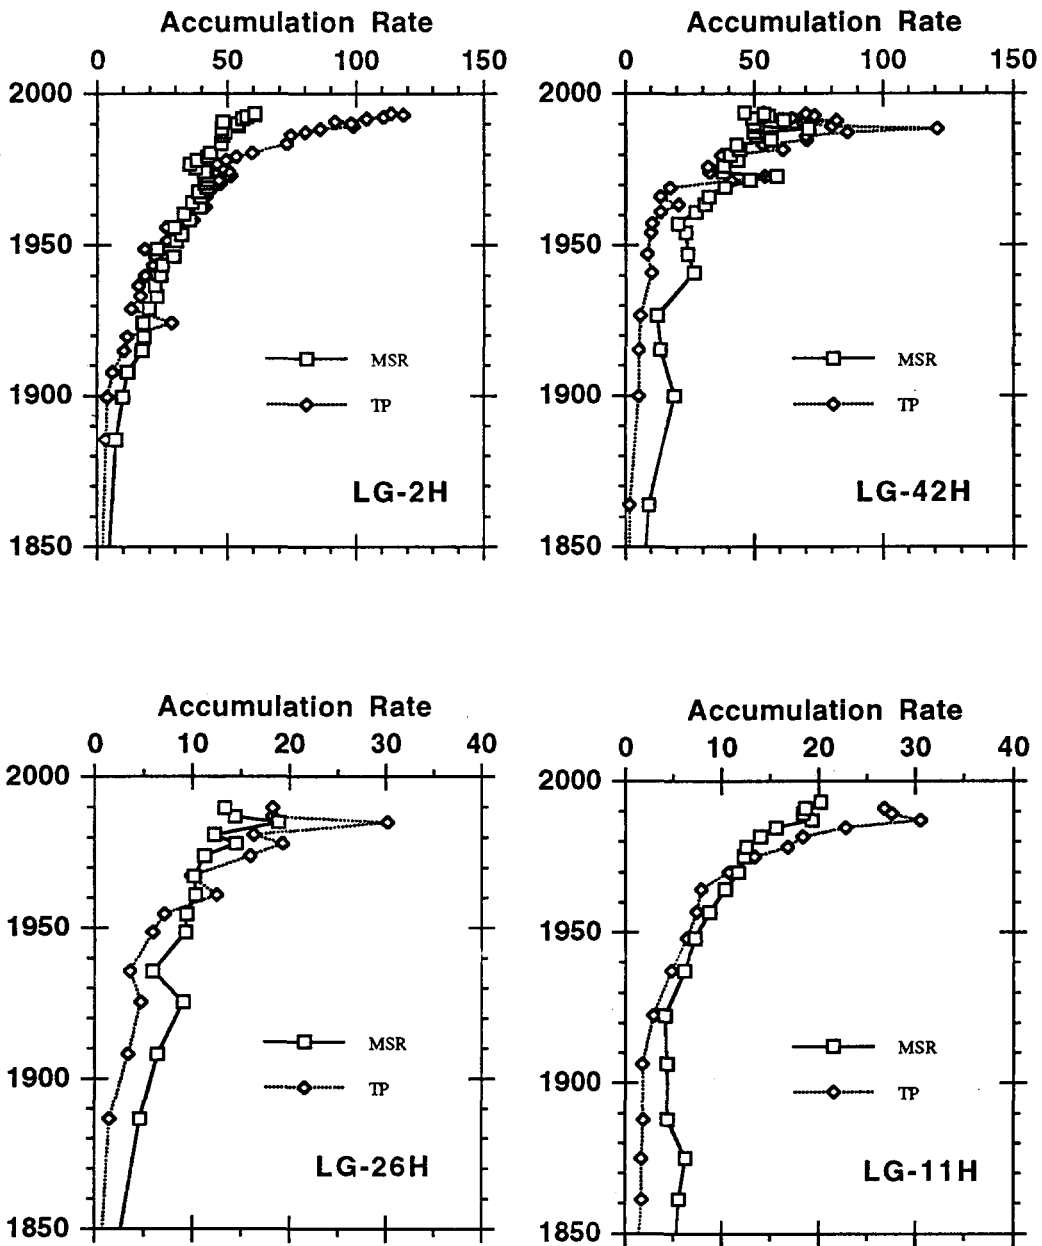 Accumulation Rate
0 50 100 150
2000
1950
1900
1850
MSR
TP
LG-2H
Accumulation Rate
0 50 100 150
2000
1950
1900
1850
MSR
TP
LG-42H
Accumulation Rate
0 10 20 30 40
2000
1950
1900
1850
MSR
TP
LG-26H
Accumulation Rate
0 10 20 30 40
2000
1950
1900
1850
MSR
TP
LG-11H